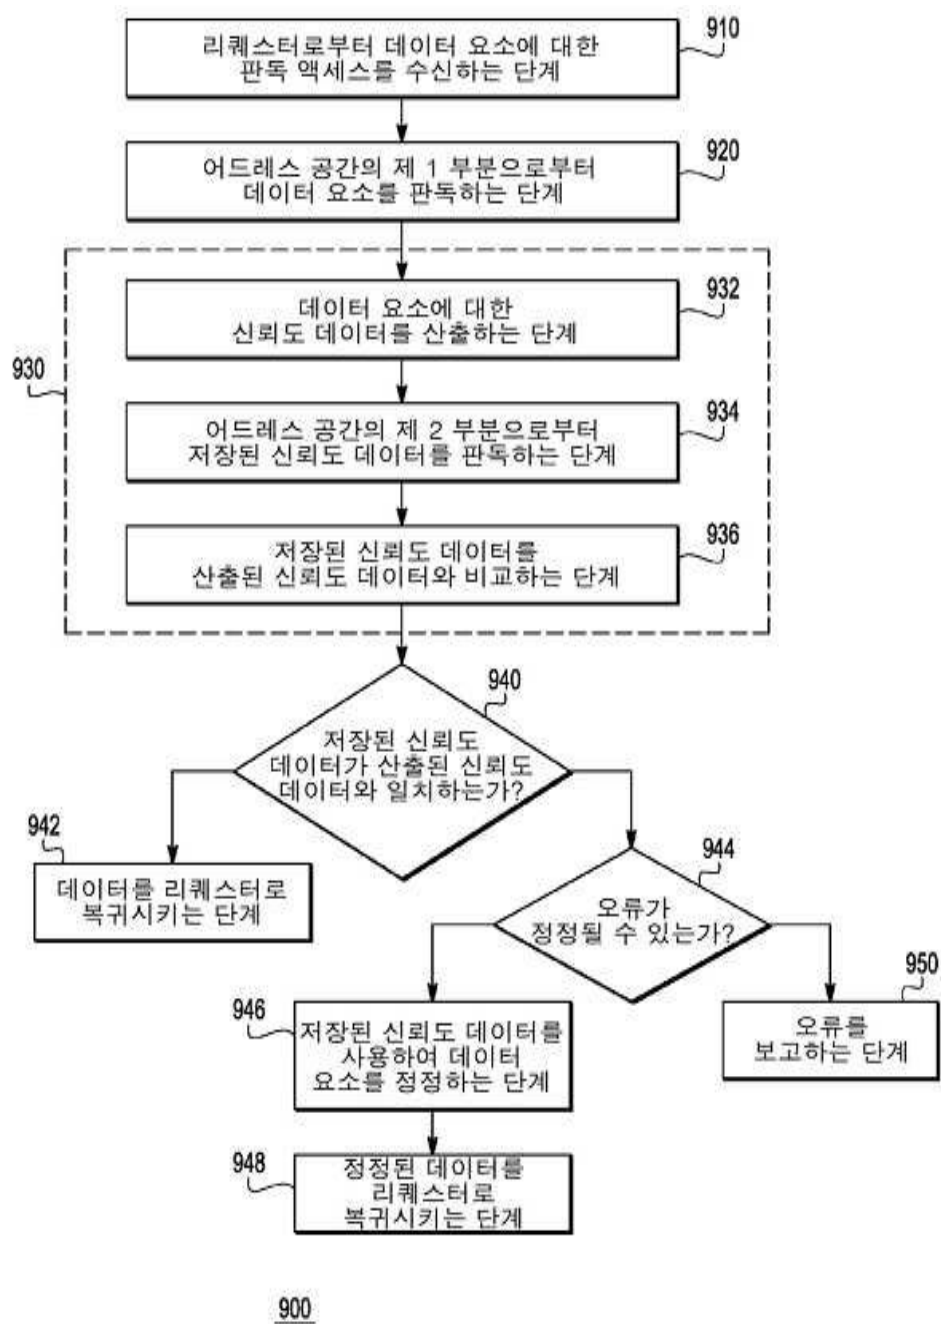 910
리퀘스터로부터 데이터 요소에 대한
판독 액세스를 수신하는 단계
920
어드레스 공간의 제 1 부분으로부터
데이터 요소를 판독하는 단계
930
932
데이터 요소에 대한
신뢰도 데이터를 산출하는 단계
934
어드레스 공간의 제 2 부분으로부터
저장된 신뢰도 데이터를 판독하는 단계
936
저장된 신뢰도 데이터를
산출된 신뢰도 데이터와 비교하는 단계
940
저장된 신뢰도
데이터가 산출된 신뢰도
데이터와 일치하는가?
942
데이터를 리퀘스터로
복귀시키는 단계
944
오류가
정정될 수 있는가?
946
저장된 신뢰도 데이터를
사용하여 데이터
요소를 정정하는 단계
950
오류를
보고하는 단계
948
정정된 데이터를
리퀘스터로
복귀시키는 단계
900